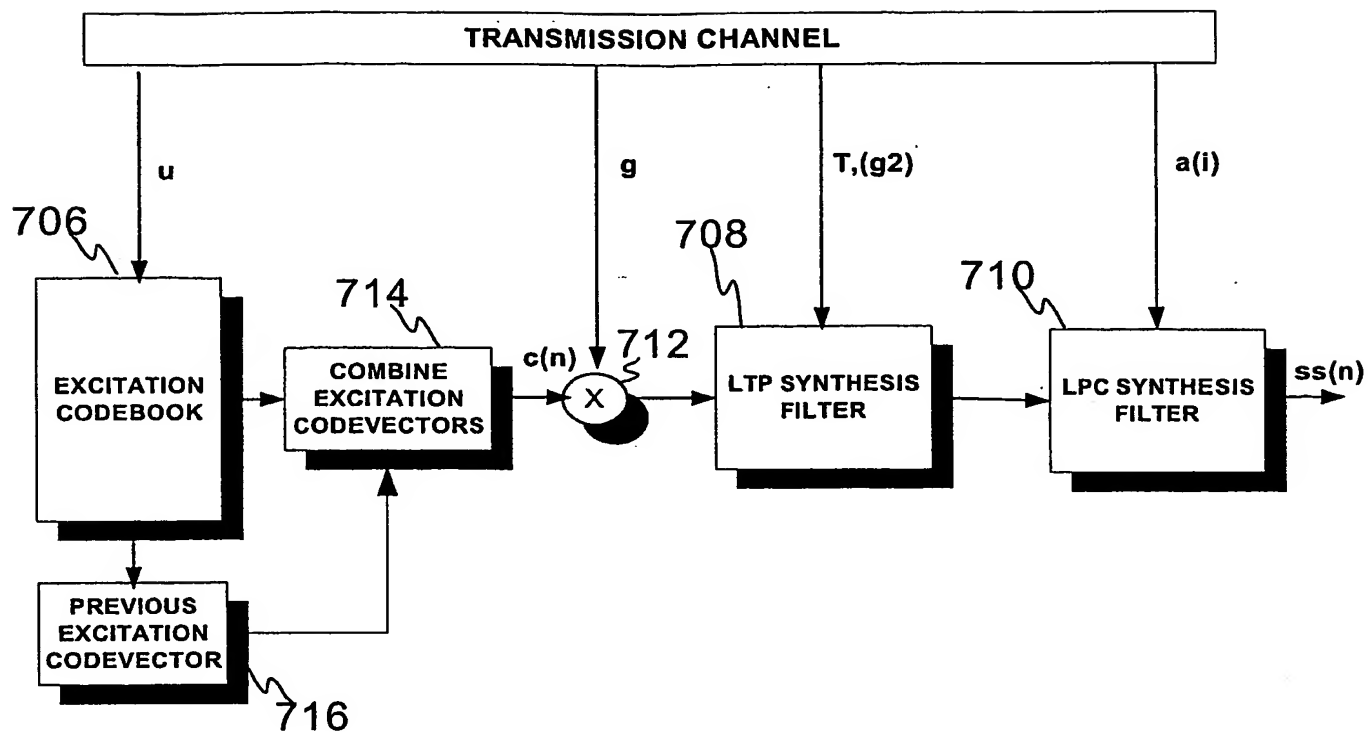 TRANSMISSION CHANNEL
u
g
T,(g2)
a(i)
706
708
710
714
712
c(n)
ss(n)
EXCITATION
CODEBOOK
COMBINE
EXCITATION
CODEVECTORS
X
LTP SYNTHESIS
FILTER
LPC SYNTHESIS
FILTER
PREVIOUS
EXCITATION
CODEVECTOR
716